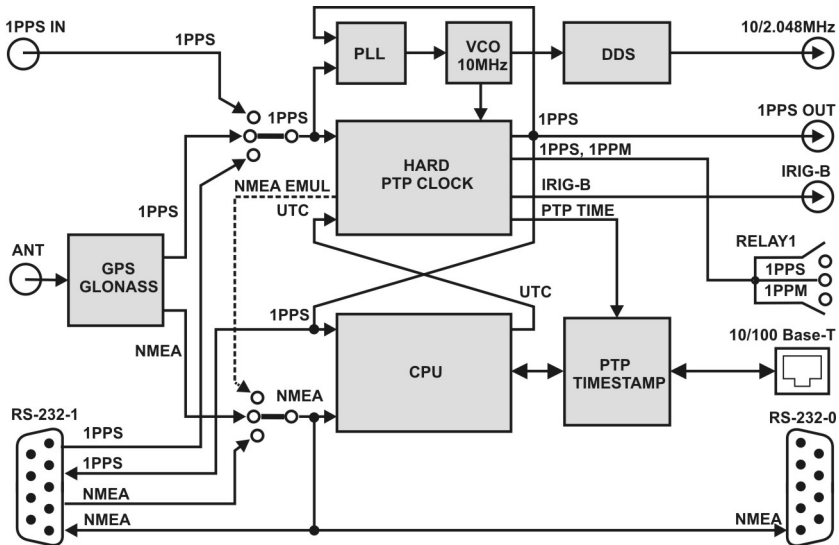 1PPS IN
1PPS
10/2.048MHz
PLL
VCO
10MHz
DDS
1PPS
1PPS
1PPS OUT
HARD
PTP CLOCK
1PPS, 1PPM
NMEA EMUL
IRIG-B
IRIG-B
1PPS
UTC
PTP TIME
ANT
GPS
GLONASS
RELAY1
1PPS
1PPM
UTC
1PPS
NMEA
CPU
PTP
TIMESTAMP
10/100 Base-T
NMEA
RS-232-1
RS-232-0
1PPS
1PPS
NMEA
NMEA
NMEA